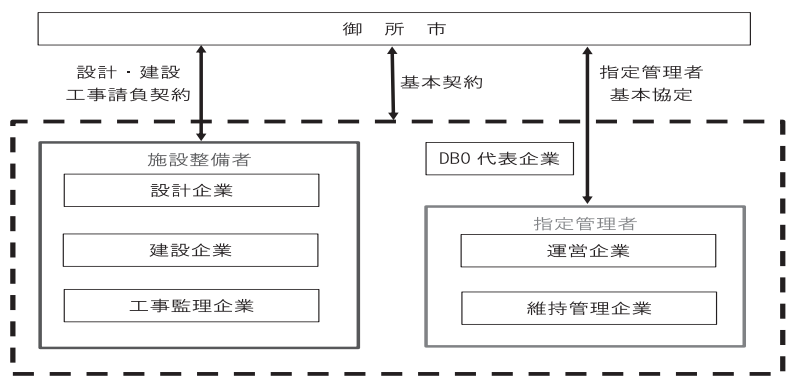 御所市
設計・建設
工事請負契約
基本契約
指定管理者
基本協定
施設整備者
設計企業
建設企業
工事監理企業
DBO 代表企業
指定管理者
運営企業
維持管理企業